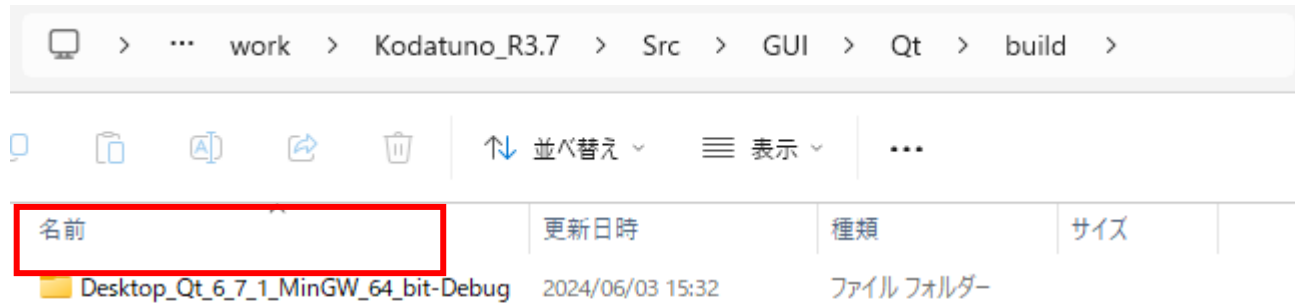 … work > Kodatuno_R3.7 > Src > GUI > Qt > build >
並べ替え 表示 …
名前 更新日時 種類 サイズ
Desktop_Qt_6_7_1_MinGW_64_bit-Debug 2024/06/03 15:32 ファイル フォルダー